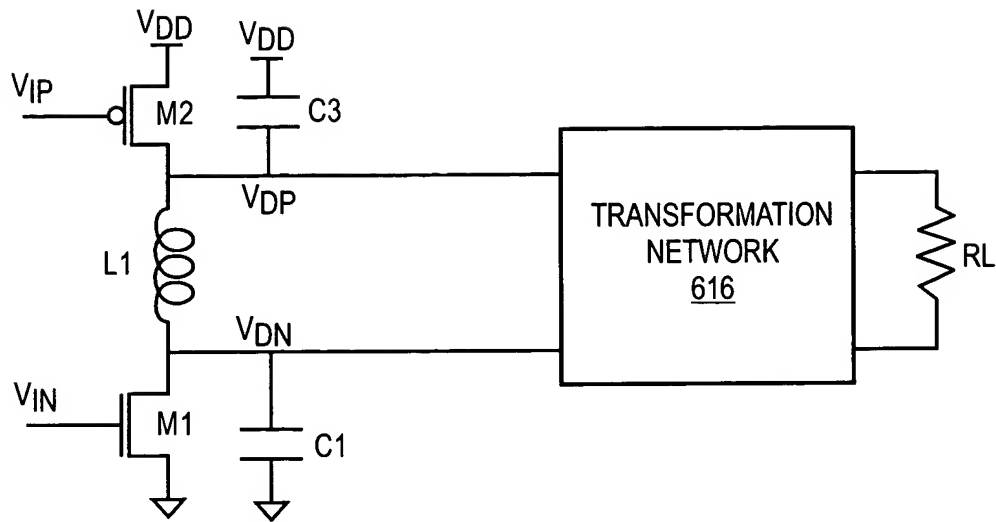 VDD
VDD
VIP
M2
C3
VDP
TRANSFORMATION
NETWORK
616
RL
L1
VDN
VIN
M1
C1